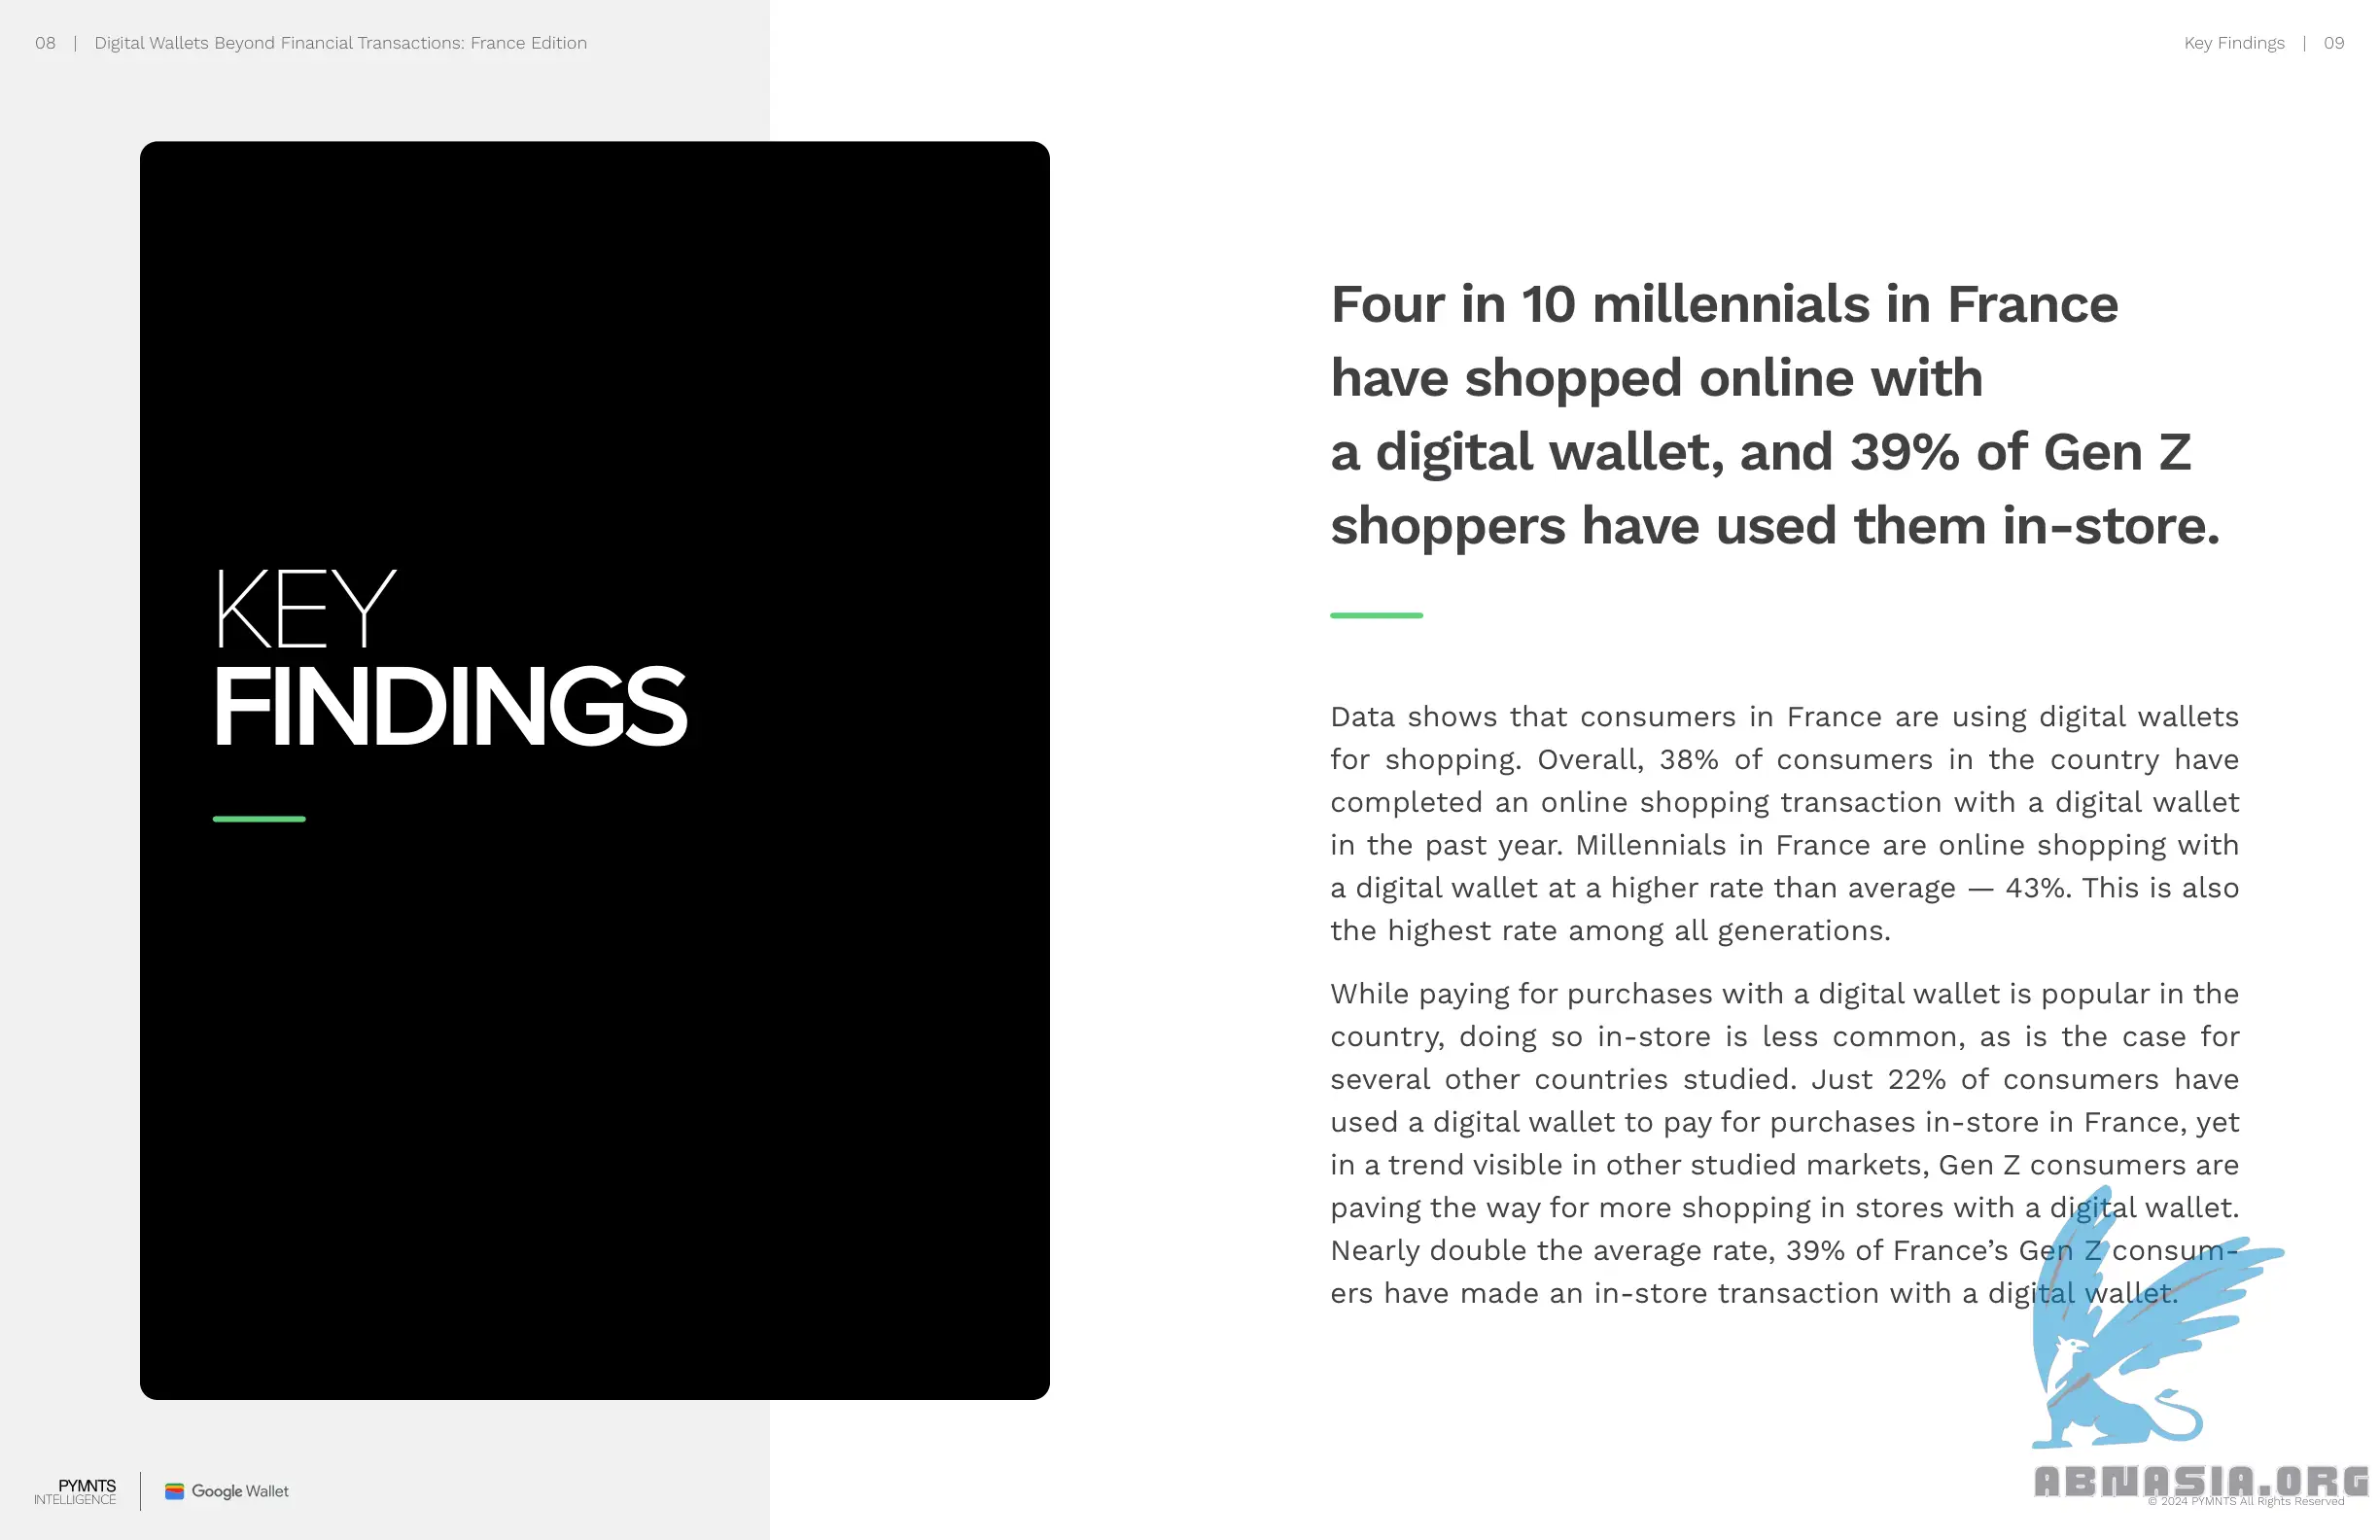 08 | Digital Wallets Beyond Financial Transactions: France Edition
Key Findings | 09
KEY
FINDINGS
Four in 10 millennials in France
have shopped online with
a digital wallet, and 39% of Gen Z
shoppers have used them in-store.
Data shows that consumers in France are using digital wallets
for shopping. Overall, 38% of consumers in the country have
completed an online shopping transaction with a digital wallet
in the past year. Millennials in France are online shopping with
a digital wallet at a higher rate than average — 43%. This is also
the highest rate among all generations.
While paying for purchases with a digital wallet is popular in the
country, doing so in-store is less common, as is the case for
several other countries studied. Just 22% of consumers have
used a digital wallet to pay for purchases in-store in France, yet
in a trend visible in other studied markets, Gen Z consumers are
paving the way for more shopping in stores with a digital wallet.
Nearly double the average rate, 39% of France’s Gen Z consum-
ers have made an in-store transaction with a digital wallet.
PYMNTS
INTELLIGENCE
Google Wallet
ABNASIA.ORG
© 2024 PYMNTS All Rights Reserved